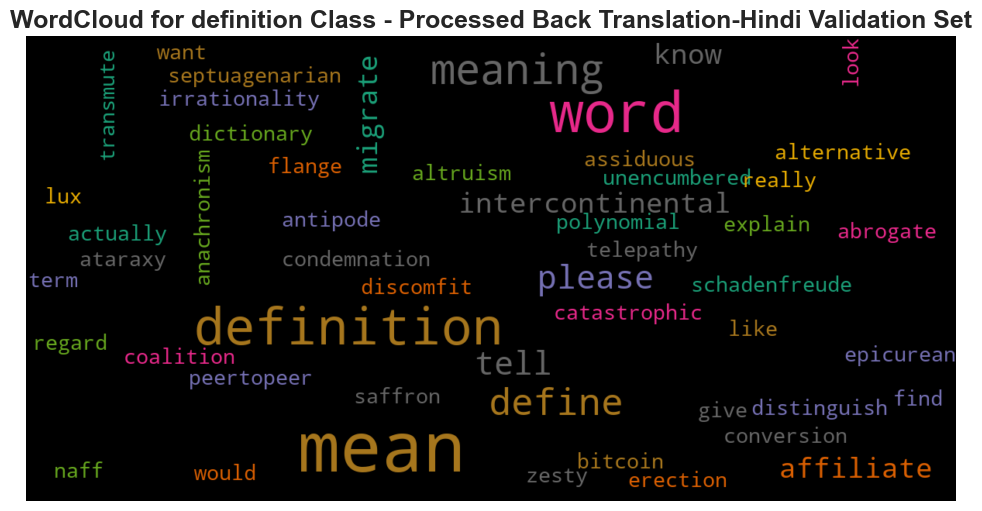 WordCloud for definition Class - Processed Back Translation-Hindi Validation Set
want
know
look
transmute
septuagenarian
migrate
meaning
irrationality
word
dictionary
flange
altruism
assiduous
alternative
anachronism
unencumbered
really
lux
intercontinental
antipode
polynomial
explain
abrogate
actually
ataraxy
condemnation
telepathy
term
discomfit
please
schadenfreude
catastrophic
definition
like
regard
coalition
tell
epicurean
peertopeer
saffron
define
give
distinguish
find
conversion
mean
naff
would
zesty
bitcoin
erection
affiliate